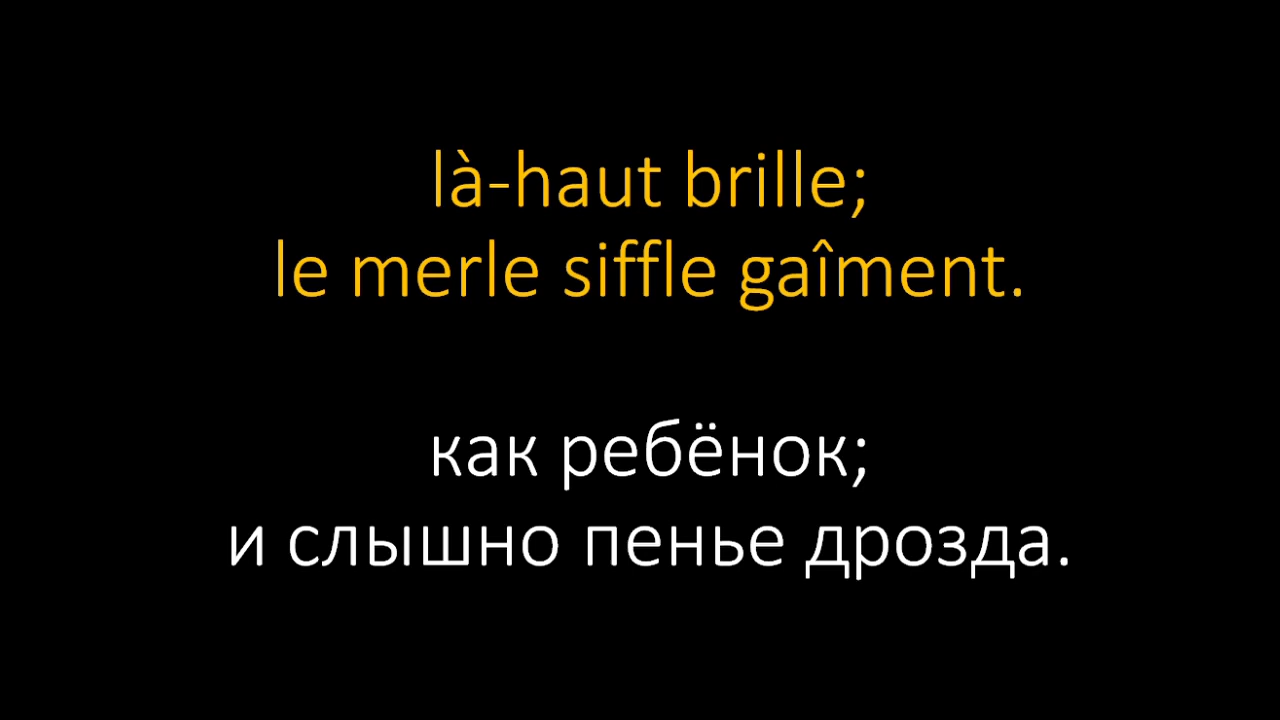 là-haut brille;
le merle siffle gaîment.
как ребёнок;
и слышно пенье дрозда.